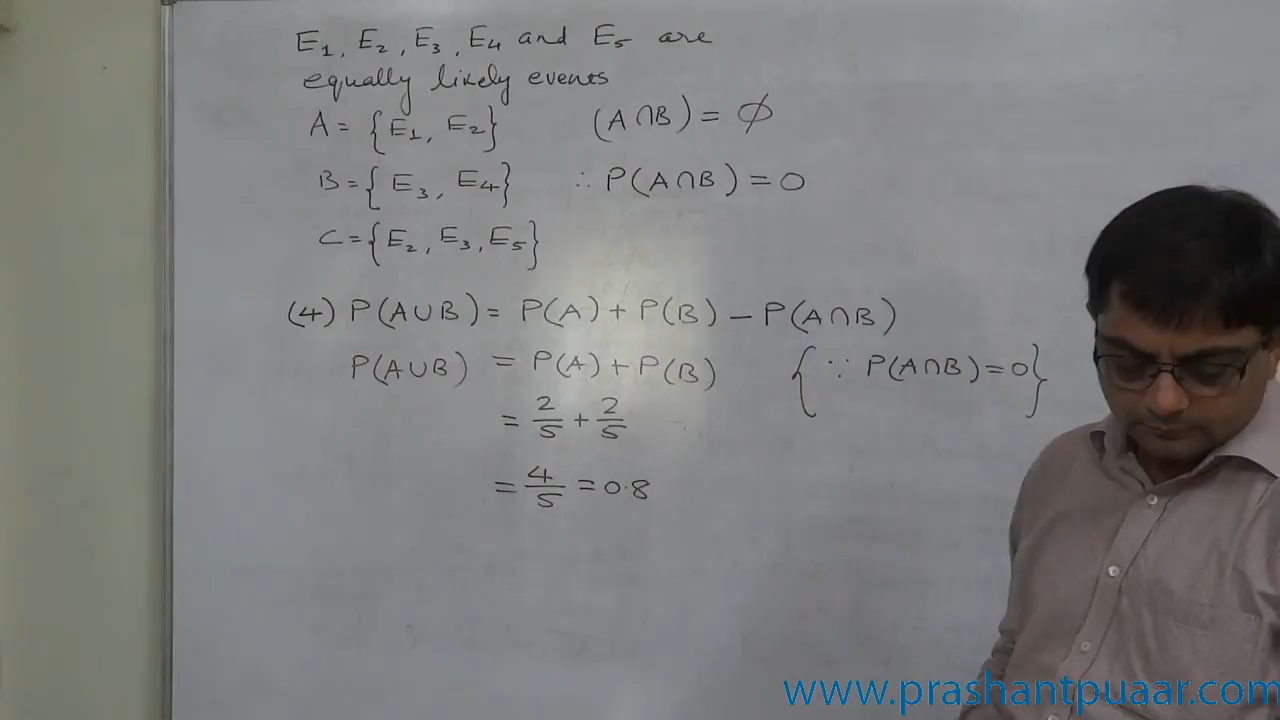 E₁, E₂, E₃, E₄ and E₅ are
equally likely events
A = {E₁, E₂} (A∩B) = ϕ
B = {E₃, E₄} ∴ P(A∩B) = 0
C = {E₂, E₃, E₅}
(4) P(A∪B) = P(A) + P(B) − P(A∩B)
P(A∪B) = P(A) + P(B) {∵ P(A∩B) = 0}
= 2/5 + 2/5
= 4/5 = 0.8
www.prashantpuaar.com